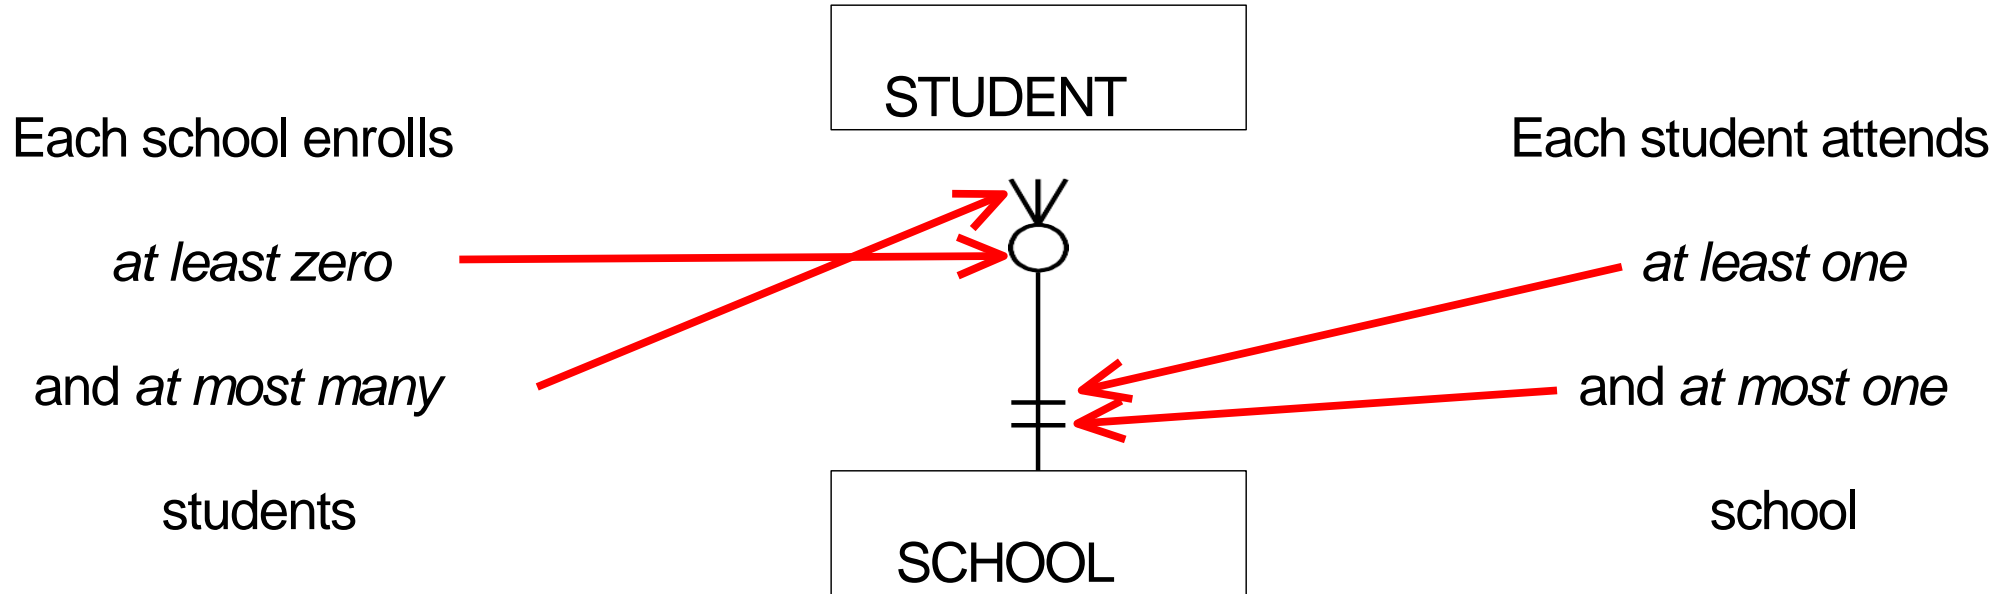 STUDENT
Each school enrolls
at least zero
and at most many
students
Each student attends
at least one
and at most one
school
SCHOOL